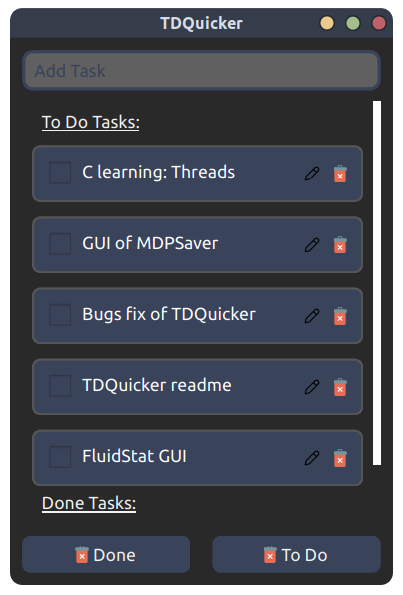 TDQuicker
Add Task
To Do Tasks:
C learning: Threads
GUI of MDPSaver
Bugs fix of TDQuicker
TDQuicker readme
FluidStat GUI
Done Tasks:
Done
To Do